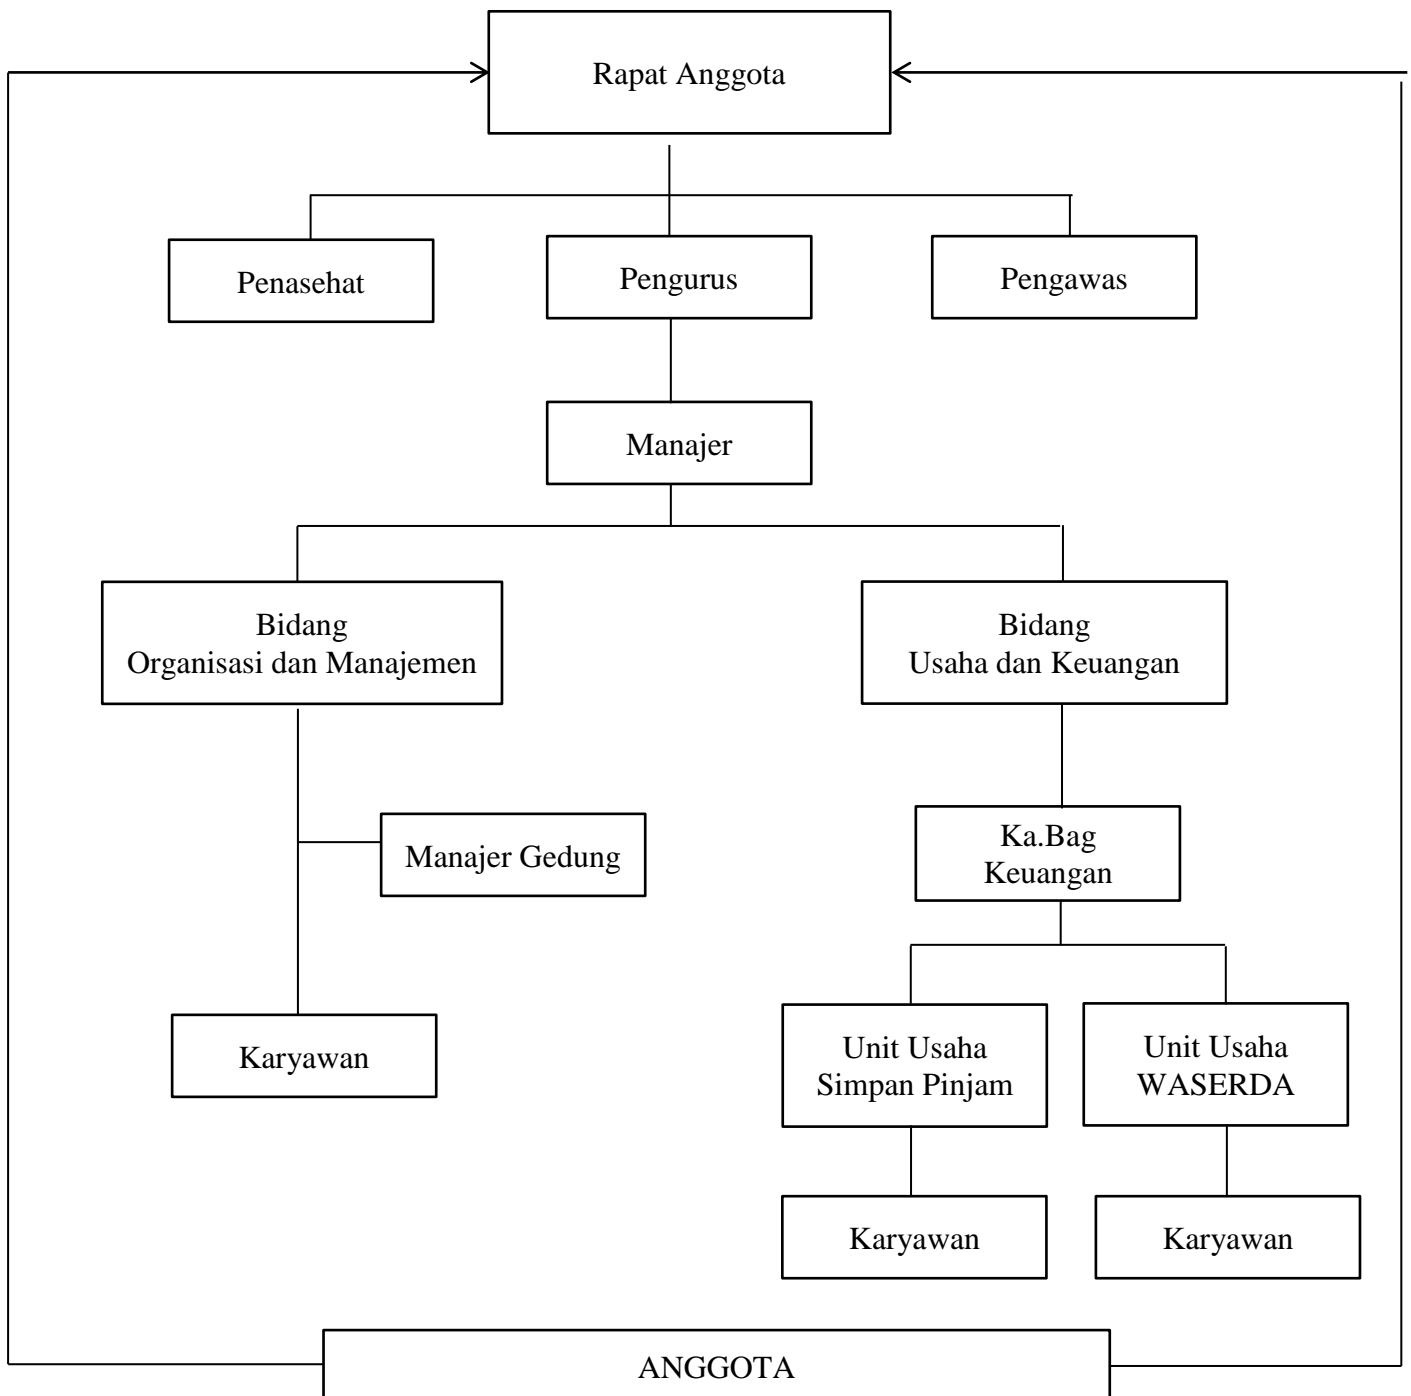 Rapat Anggota
Penasehat
Pengurus
Pengawas
Manajer
Bidang
Organisasi dan Manajemen
Bidang
Usaha dan Keuangan
Manajer Gedung
Ka.Bag
Keuangan
Karyawan
Unit Usaha
Simpan Pinjam
Unit Usaha
WASERDA
Karyawan
Karyawan
ANGGOTA